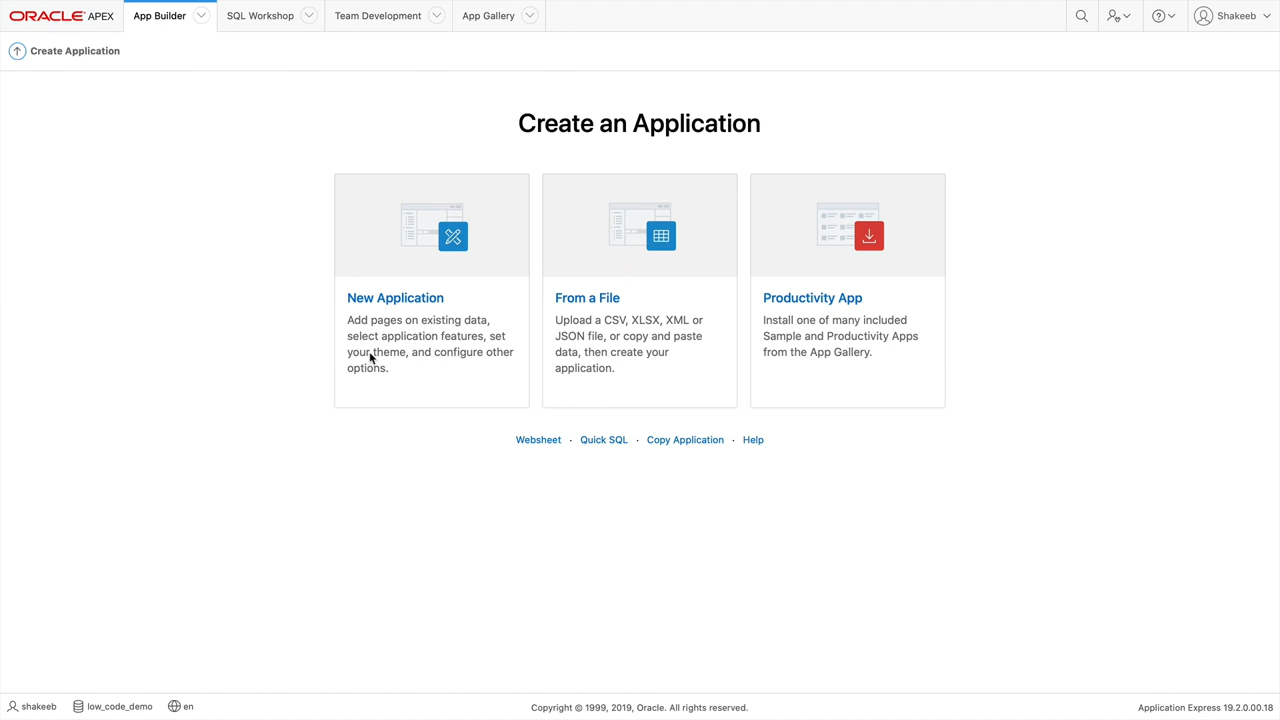 ORACLE APEX App Builder SQL Workshop Team Development App Gallery Shakeeb
Create Application
Create an Application
New Application
Add pages on existing data,
select application features, set
your theme, and configure other
options.
From a File
Upload a CSV, XLSX, XML or
JSON file, or copy and paste
data, then create your
application.
Productivity App
Install one of many included
Sample and Productivity Apps
from the App Gallery.
Websheet · Quick SQL · Copy Application · Help
shakeeb low_code_demo en Copyright © 1999, 2019, Oracle. All rights reserved. Application Express 19.2.0.00.18